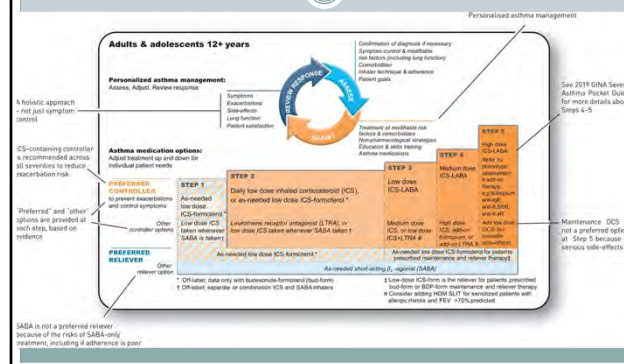 Personalised asthma management
Adults & adolescents 12+ years
Personalized asthma management:
Assess, Adjust, Review response
Symptoms
Exacerbations
Side-effects
Lung function
Patient satisfaction
REVIEW RESPONSE
ASSESS
ADJUST
Confirmation of diagnosis if necessary
Symptom control & modifiable
risk factors (including lung function)
Comorbidities
Inhaler technique & adherence
Patient goals
Treatment of modifiable risk
factors & comorbidities
Nonpharmacological strategies
Education & skills training
Asthma medications
A holistic approach
– not just symptom
control
See 2019 GINA Severe
Asthma Pocket Guide
for more details about
Steps 4-5
Asthma medication options:
Adjust treatment up and down for
individual patient needs
ICS-containing controller
is recommended across
all severities to reduce
exacerbation risk
"Preferred" and "other"
options are provided at
each step, based on
evidence
PREFERRED
CONTROLLER
to prevent exacerbations
and control symptoms
Other
controller options
STEP 1
As-needed
low dose
ICS-formoterol *
Low dose ICS
taken whenever
SABA is taken †
STEP 2
Daily low dose inhaled corticosteroid (ICS),
or as-needed low dose ICS-formoterol *
Leukotriene receptor antagonist (LTRA), or
low dose ICS taken whenever SABA taken †
STEP 3
Low dose
ICS-LABA
Medium dose
ICS, or low dose
ICS+LTRA #
STEP 4
Medium dose
ICS-LABA
High dose
ICS, add-on
tiotropium, or
add-on LTRA #
STEP 5
High dose
ICS-LABA
Refer for
phenotypic
assessment
± add-on
therapy,
Add low dose
OCS, but
consider
side-effects
Maintenance OCS
not a preferred option
at Step 5 because
serious side-effects
PREFERRED
RELIEVER
Other
reliever option
As-needed low dose ICS-formoterol *
As-needed low dose ICS-formoterol for patients
prescribed maintenance and reliever therapy‡
As-needed short-acting β₂-agonist (SABA)
* Off-label; data only with budesonide-formoterol (bud-form)
† Off-label; separate or combination ICS and SABA inhalers
‡ Low-dose ICS-form is the reliever for patients prescribed
bud-form or BDP-form maintenance and reliever therapy
# Consider adding HDM SLIT for sensitized patients with
allergic rhinitis and FEV >70% predicted
SABA is not a preferred reliever
because of the risks of SABA-only
treatment, including if adherence is poor